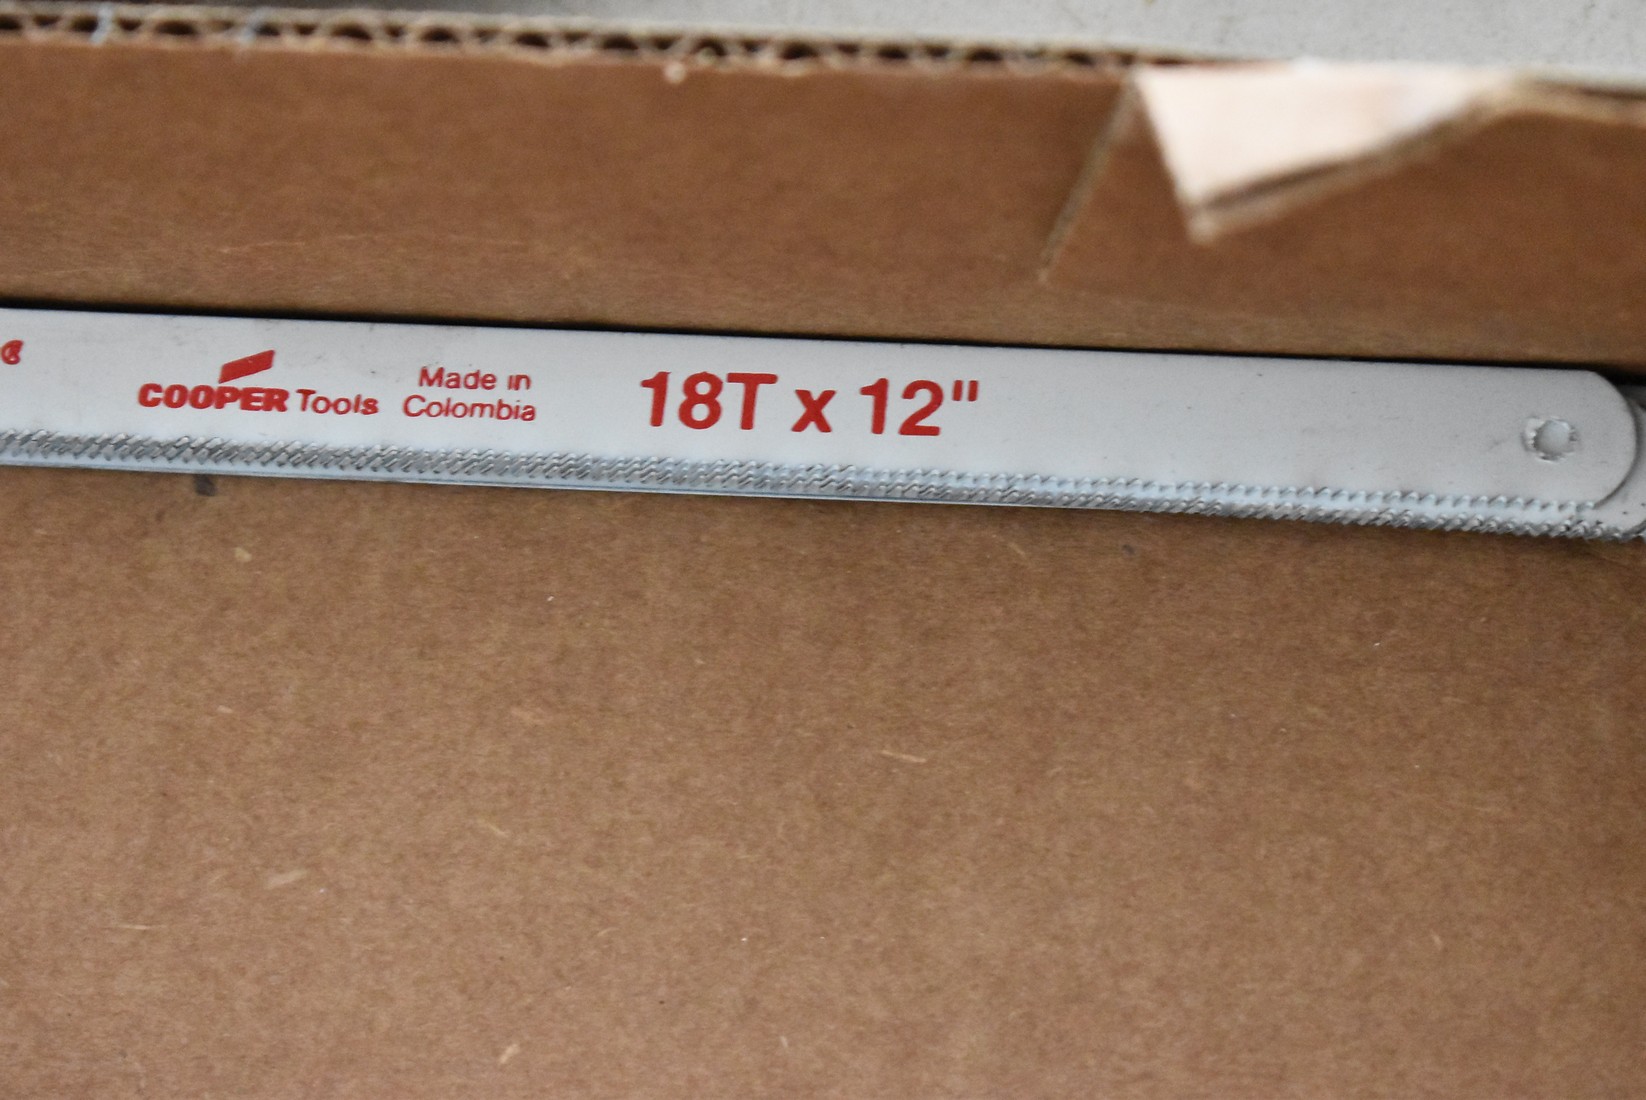 COOPER Tools
Made in
Colombia
18T x 12"